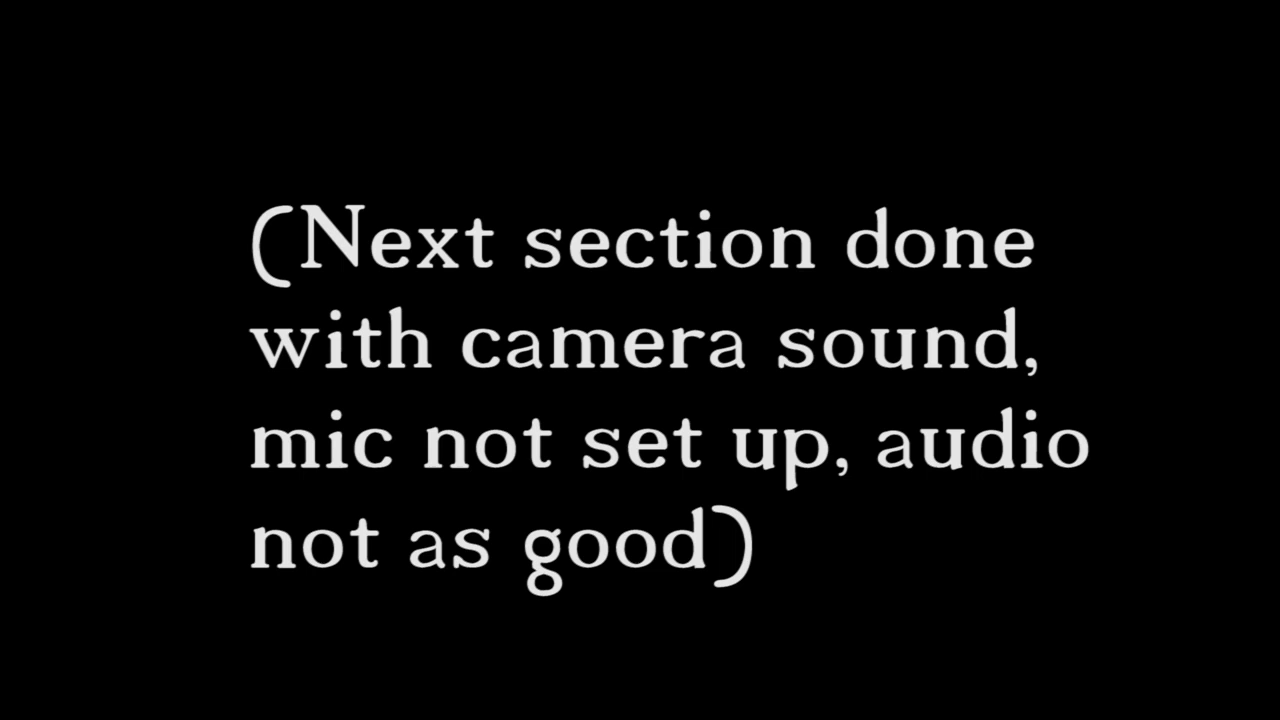 (Next section done
with camera sound,
mic not set up, audio
not as good)